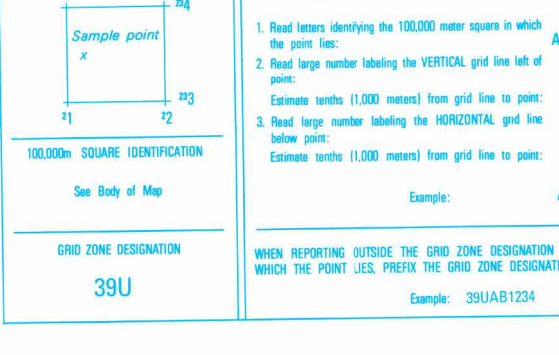 ²³4
Sample point
x
²³3
²1 ²2
100,000m SQUARE IDENTIFICATION
See Body of Map
GRID ZONE DESIGNATION
39U
1. Read letters identifying the 100,000 meter square in which
the point lies:
A
2. Read large number labeling the VERTICAL grid line left of
point:
Estimate tenths (1,000 meters) from grid line to point:
3. Read large number labeling the HORIZONTAL grid line
below point:
Estimate tenths (1,000 meters) from grid line to point:
Example:
WHEN REPORTING OUTSIDE THE GRID ZONE DESIGNATION
WHICH THE POINT LIES, PREFIX THE GRID ZONE DESIGNATI
Example: 39UAB1234